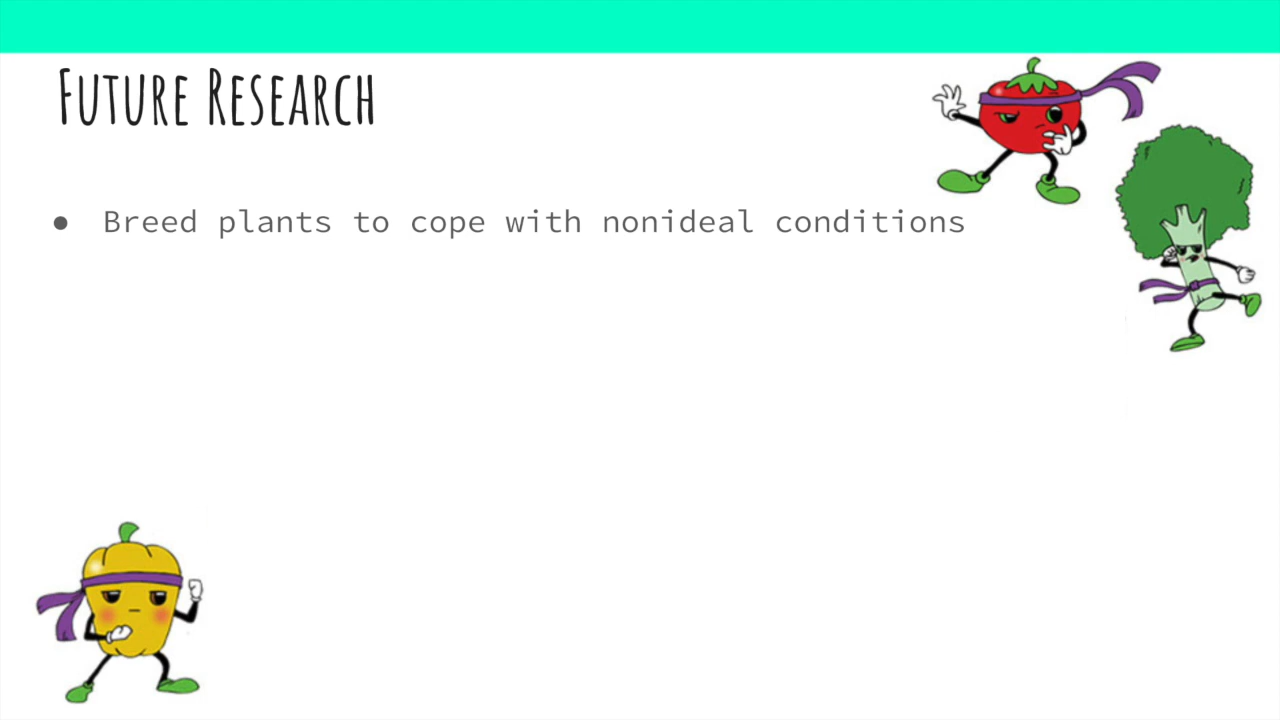 Future Research
● Breed plants to cope with nonideal conditions